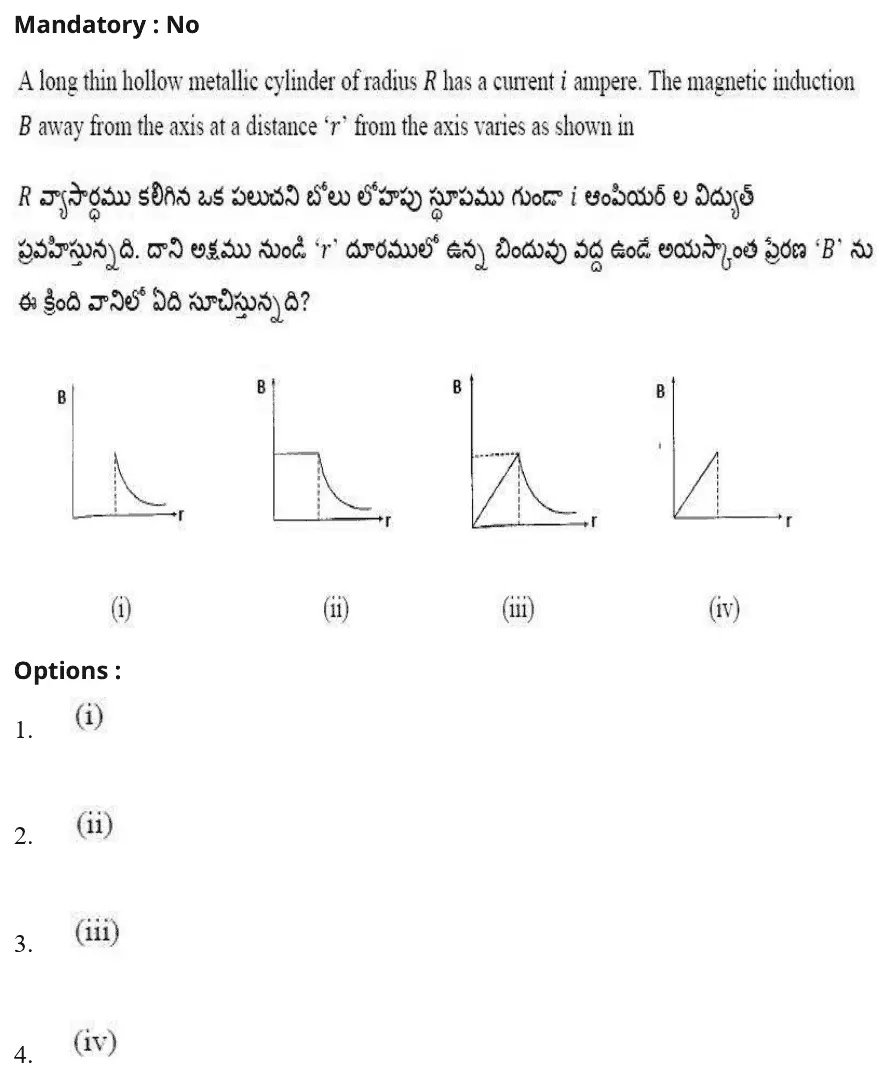 Mandatory : No
A long thin hollow metallic cylinder of radius R has a current i ampere. The magnetic induction
B away from the axis at a distance ‘r’ from the axis varies as shown in
R వ్యాసార్ధము కలిగిన ఒక పలుచని బోలు లోహపు స్థూపము గుండా i ఆంపియర్ ల విద్యుత్
ప్రవహిస్తున్నది. దాని అక్షము నుండి ‘r’ దూరములో ఉన్న బిందువు వద్ద ఉండే అయస్కాంత ప్రేరణ ‘B’ ను
ఈ క్రింది వానిలో ఏది సూచిస్తున్నది?
B B B B
r r r r
(i) (ii) (iii) (iv)
Options :
1. (i)
2. (ii)
3. (iii)
4. (iv)